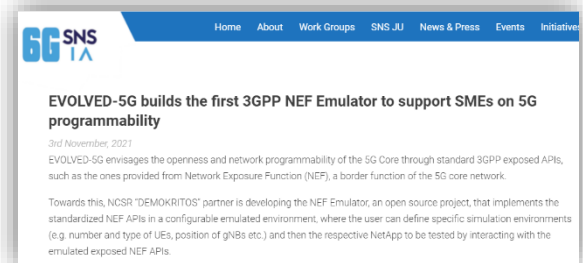 6G SNS
IA
Home About Work Groups SNS JU News & Press Events Initiatives
EVOLVED-5G builds the first 3GPP NEF Emulator to support SMEs on 5G
programmability
3rd November, 2021
EVOLVED-5G envisages the openness and network programmability of the 5G Core through standard 3GPP exposed APIs,
such as the ones provided from Network Exposure Function (NEF), a border function of the 5G core network.
Towards this, NCSR “DEMOKRITOS” partner is developing the NEF Emulator, an open source project, that implements the
standardized NEF APIs in a configurable emulated environment, where the user can define specific simulation environments
(e.g. number and type of UEs, position of gNBs etc.) and then the respective NetApp to be tested by interacting with the
emulated exposed NEF APIs.